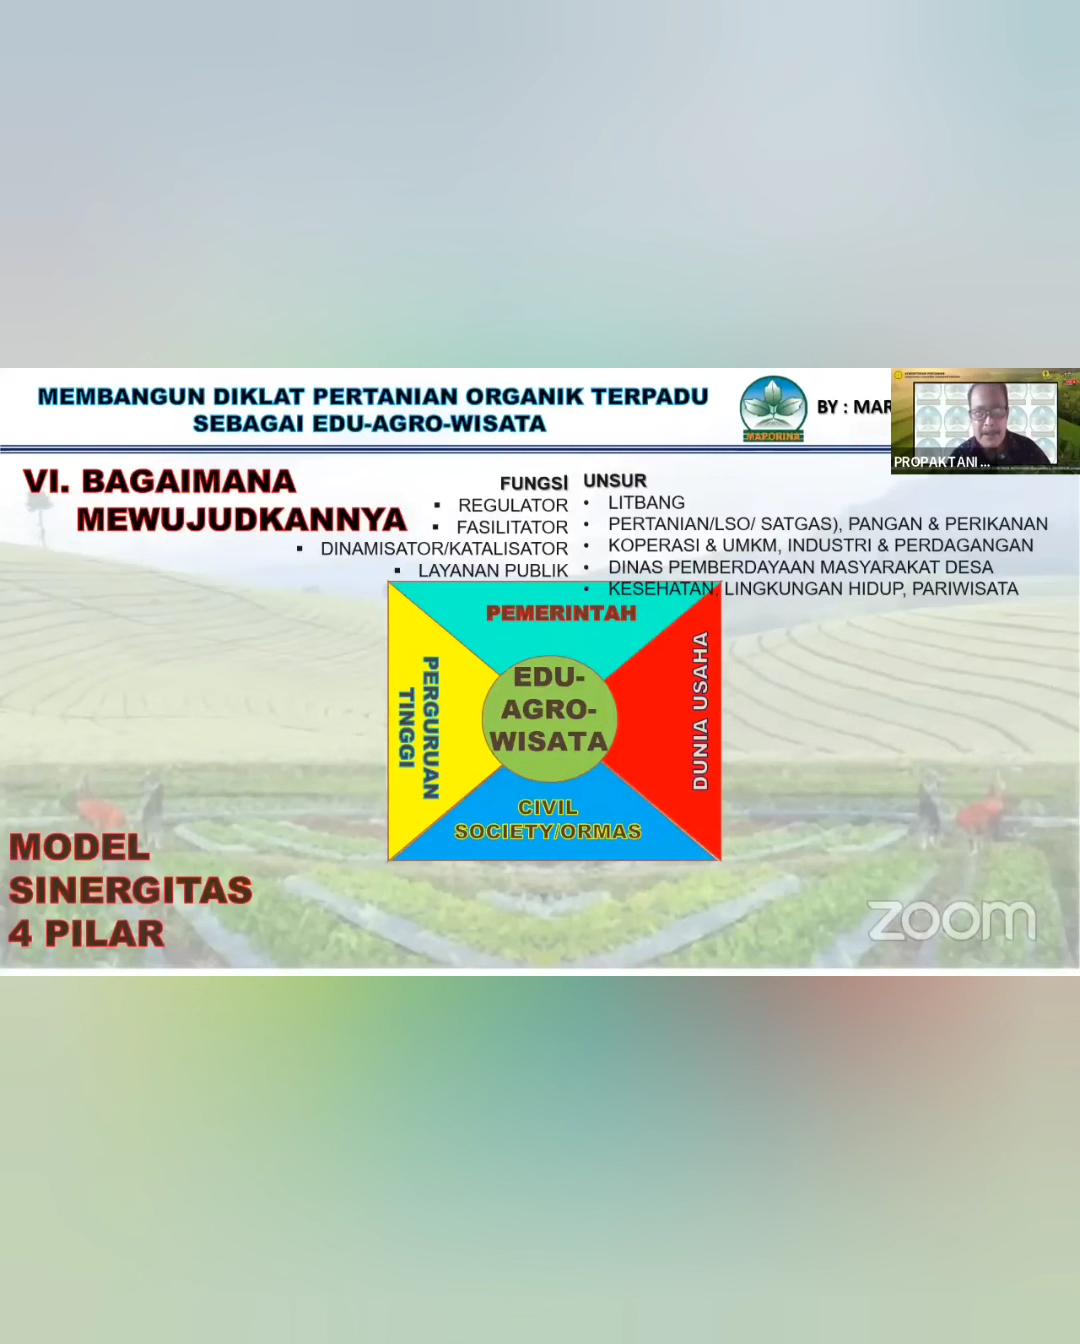 MEMBANGUN DIKLAT PERTANIAN ORGANIK TERPADU
SEBAGAI EDU-AGRO-WISATA
MAPORINA
BY : MAR
PROPAKTANI ...
VI. BAGAIMANA
MEWUJUDKANNYA
FUNGSI
▪ REGULATOR
▪ FASILITATOR
▪ DINAMISATOR/KATALISATOR
▪ LAYANAN PUBLIK
UNSUR
• LITBANG
• PERTANIAN/LSO/ SATGAS), PANGAN & PERIKANAN
• KOPERASI & UMKM, INDUSTRI & PERDAGANGAN
• DINAS PEMBERDAYAAN MASYARAKAT DESA
• KESEHATAN, LINGKUNGAN HIDUP, PARIWISATA
PEMERINTAH
PERGURUAN
TINGGI
EDU-
AGRO-
WISATA
DUNIA USAHA
CIVIL
SOCIETY/ORMAS
MODEL
SINERGITAS
4 PILAR
zoom